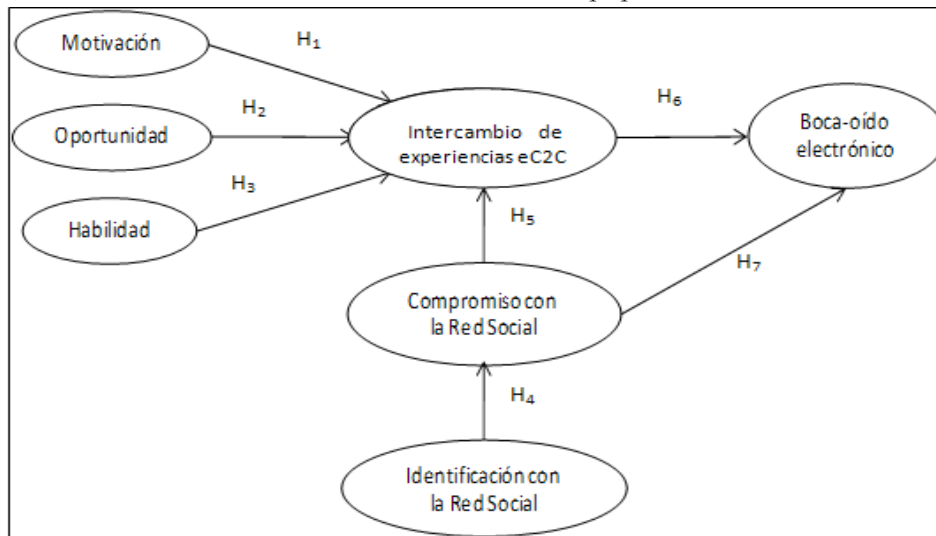 Motivación
H1
Oportunidad
H2
Habilidad
H3
Intercambio de
experiencias eC2C
H6
Boca-oído
electrónico
H5
H7
Compromiso con
la Red Social
H4
Identificación con
la Red Social